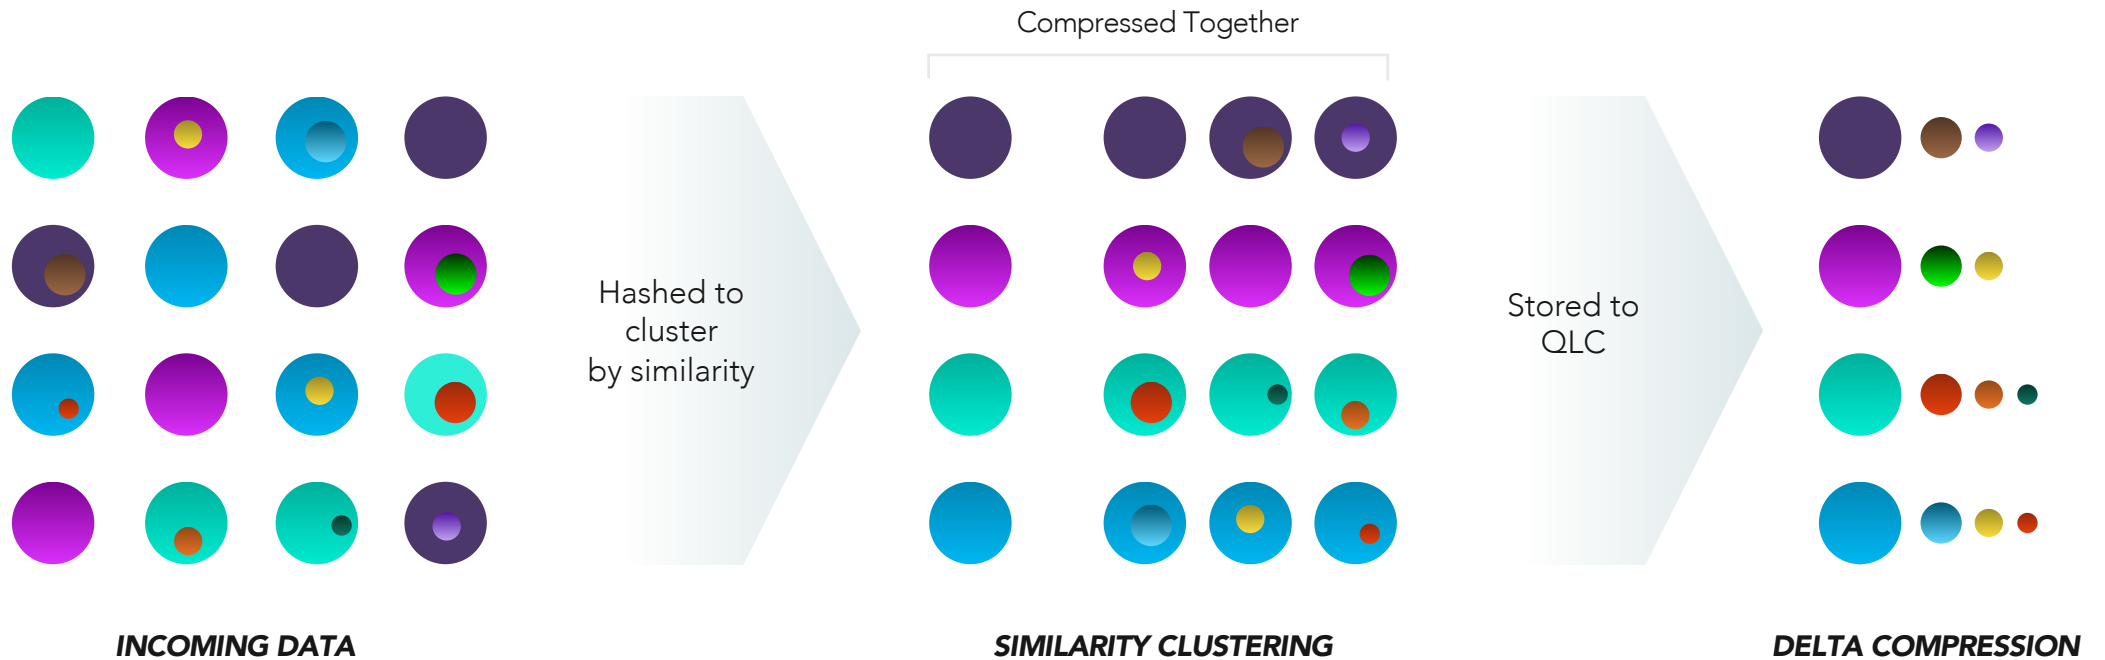 Compressed Together
Hashed to
cluster
by similarity
Stored to
QLC
INCOMING DATA
SIMILARITY CLUSTERING
DELTA COMPRESSION